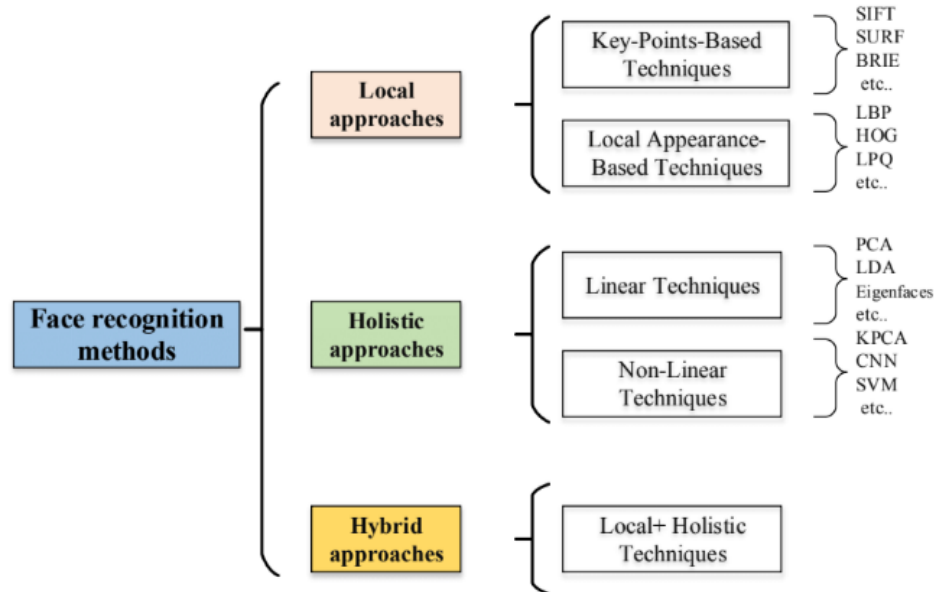 Face recognition
methods
Local
approaches
Key-Points-Based
Techniques
SIFT
SURF
BRIE
etc..
Local Appearance-
Based Techniques
LBP
HOG
LPQ
etc..
Holistic
approaches
Linear Techniques
PCA
LDA
Eigenfaces
etc..
Non-Linear
Techniques
KPCA
CNN
SVM
etc..
Hybrid
approaches
Local+ Holistic
Techniques